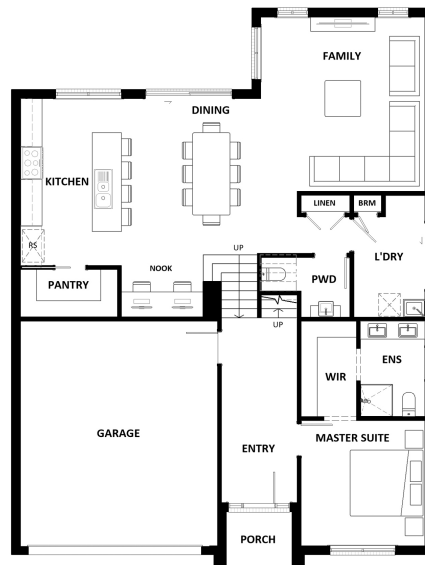 FAMILY
DINING
KITCHEN
LINEN
BRM
RS
UP
L'DRY
NOOK
PWD
PANTRY
UP
ENS
WIR
GARAGE
MASTER SUITE
ENTRY
PORCH